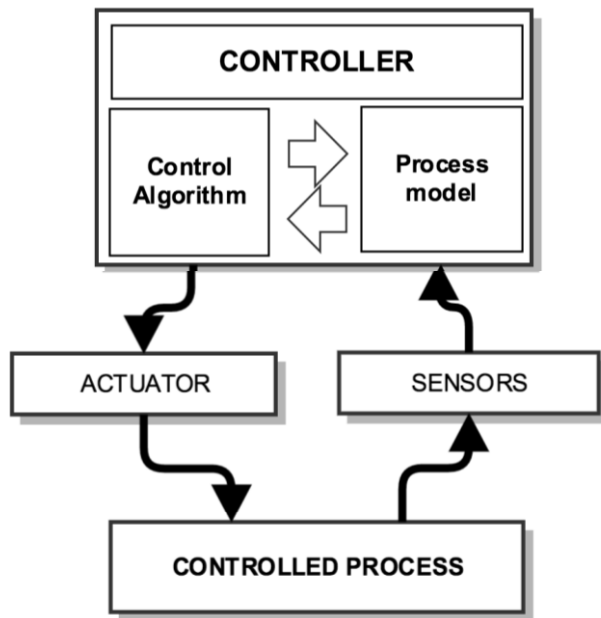 CONTROLLER
Control
Algorithm
Process
model
ACTUATOR
SENSORS
CONTROLLED PROCESS